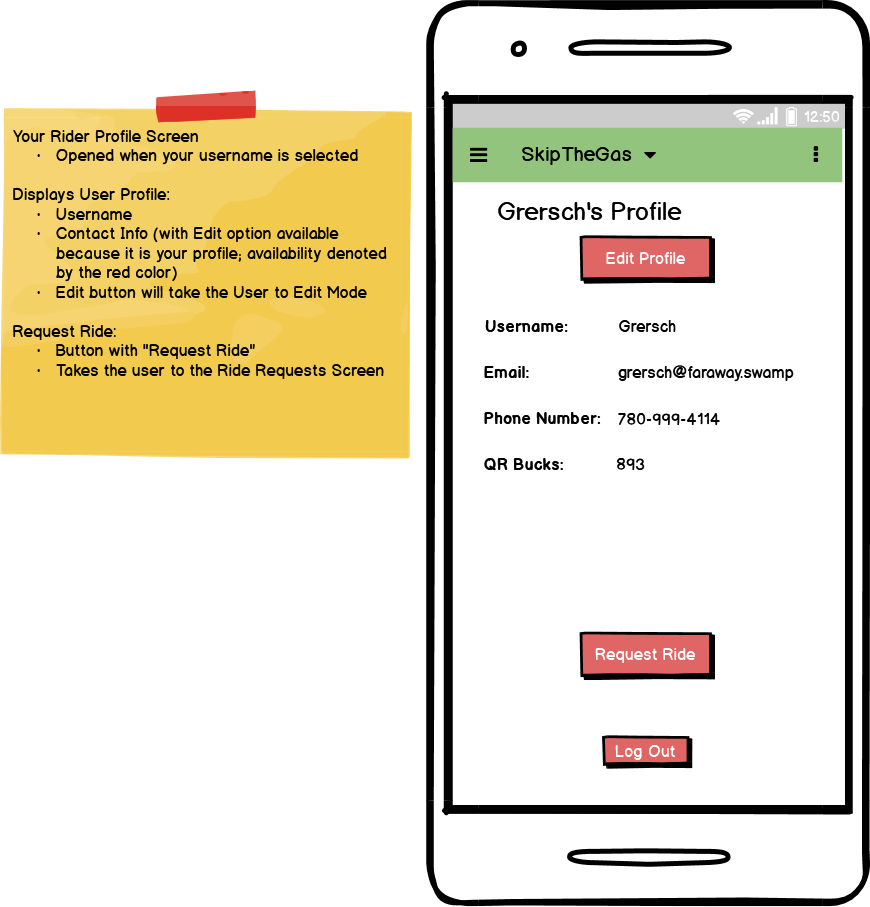 Your Rider Profile Screen
· Opened when your username is selected
Displays User Profile:
· Username
· Contact Info (with Edit option available
because it is your profile; availability denoted
by the red color)
· Edit button will take the User to Edit Mode
Request Ride:
· Button with "Request Ride"
· Takes the user to the Ride Requests Screen
12:50
SkipTheGas
Grersch's Profile
Edit Profile
Username: Grersch
Email: grersch@faraway.swamp
Phone Number: 780-999-4114
QR Bucks: 893
Request Ride
Log Out